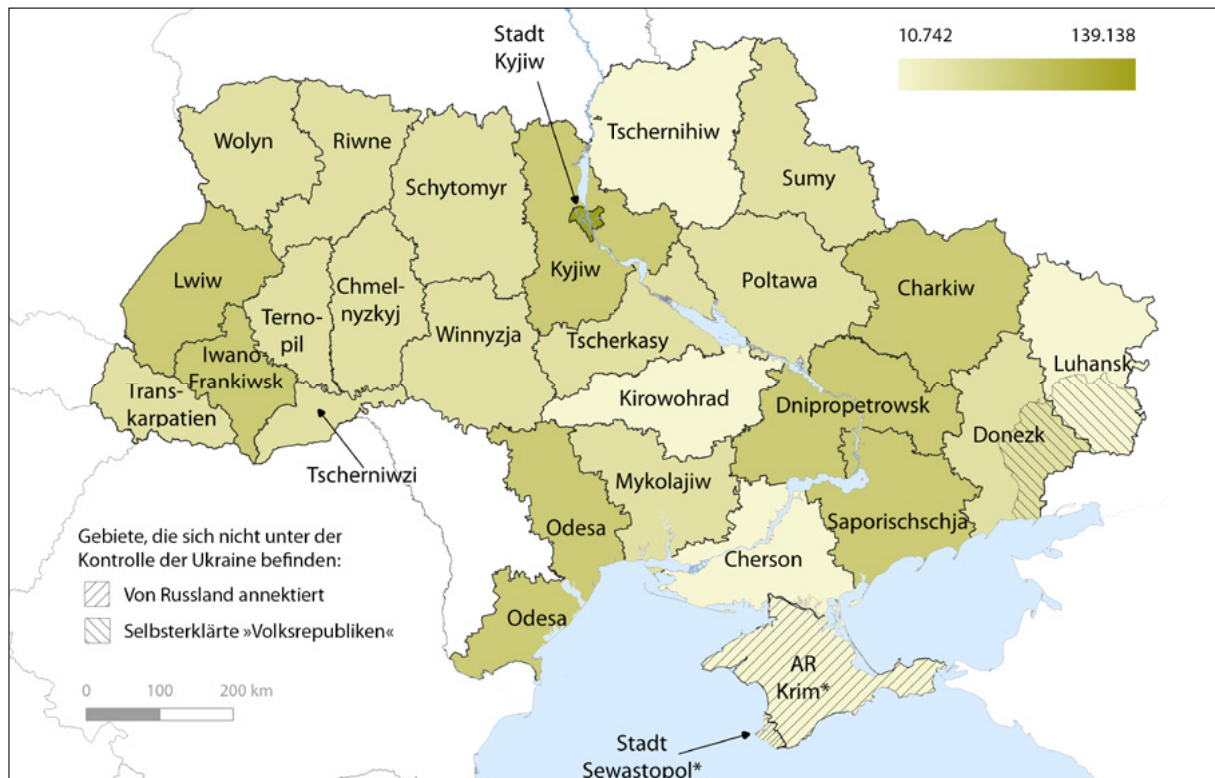 10.742
139.138
Stadt
Kyjiw
Tschernihiw
Wolyn
Riwne
Schytomyr
Sumy
Kyjiw
Lwiw
Poltawa
Charkiw
Chmel-
nyzkyj
Terno-
pil
Winnyzja
Tscherkasy
Iwano-
Frankiwsk
Luhansk
Trans-
karpatien
Kirowohrad
Dnipropetrowsk
Donezk
Tscherniwzi
Mykolajiw
Odesa
Saporischschja
Cherson
Gebiete, die sich nicht unter der
Kontrolle der Ukraine befinden:
Von Russland annektiert
Selbsterklärte »Volksrepubliken«
Odesa
AR
Krim*
0
100
200 km
Stadt
Sewastopol*